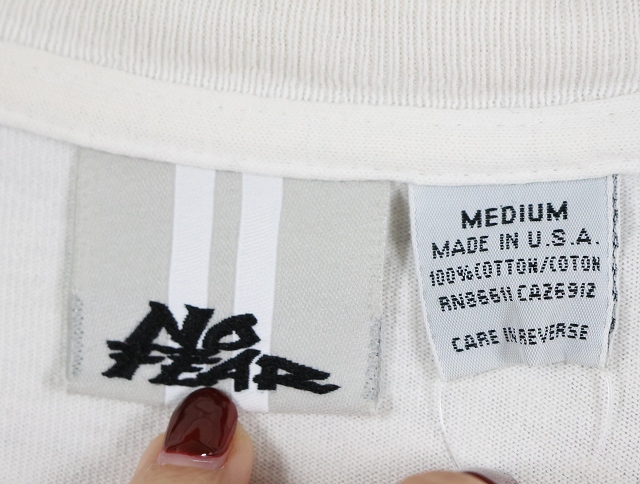 NO
FEAR
MEDIUM
MADE IN U.S.A.
100%COTTON/COTON
RN86611 CA26912
CARE IN REVERSE